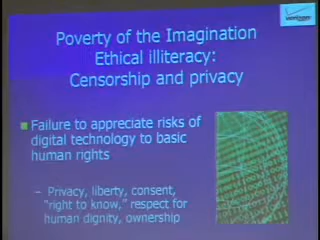 verizon
Poverty of the Imagination
Ethical illiteracy:
Censorship and privacy
Failure to appreciate risks of
digital technology to basic
human rights
– Privacy, liberty, consent,
"right to know," respect for
human dignity, ownership